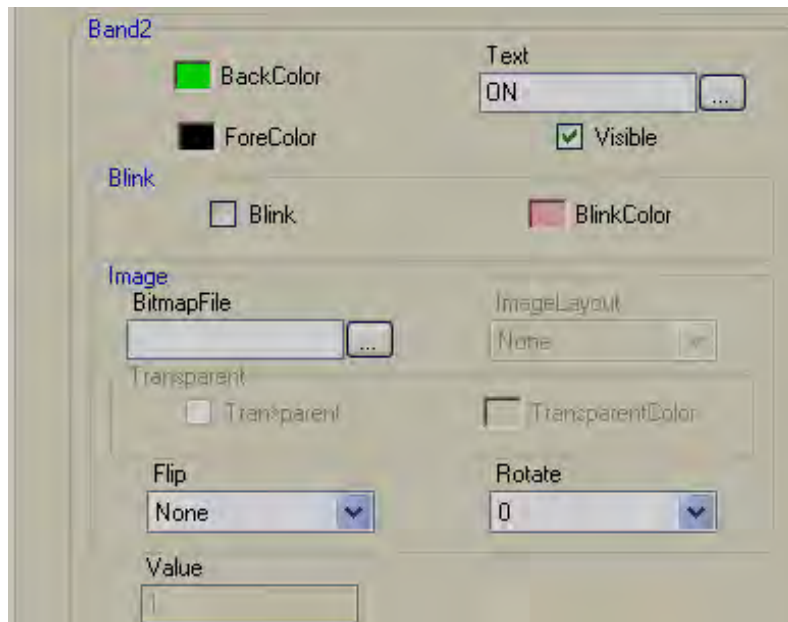 Band2
BackColor
Text
ON
...
ForeColor
Visible
Blink
Blink
BlinkColor
Image
BitmapFile
ImageLayout
...
None
Transparent
Transparent
TransparentColor
Flip
Rotate
None
0
Value
1